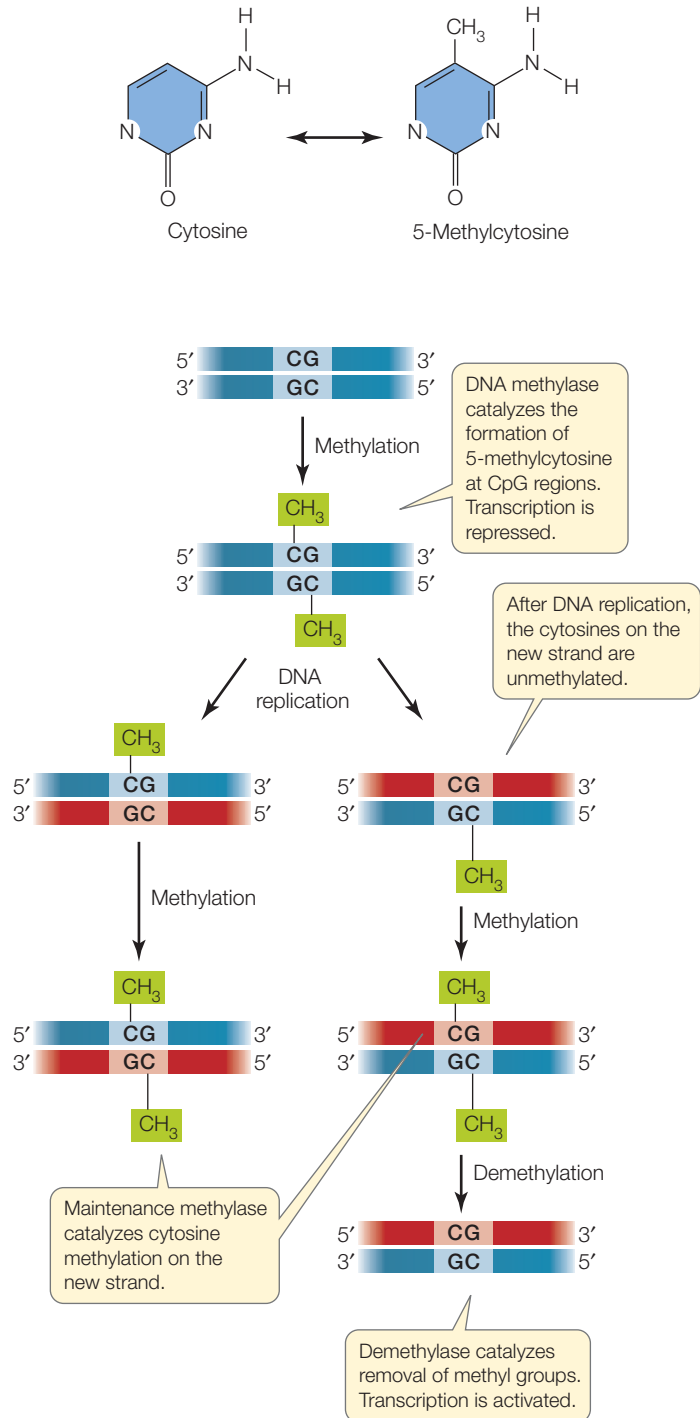 H
N
H
N
N
O
Cytosine
CH3
H
N
H
N
N
O
5-Methylcytosine
5′ CG 3′
3′ GC 5′
DNA methylase
catalyzes the
formation of
5-methylcytosine
at CpG regions.
Transcription is
repressed.
Methylation
CH3
5′ CG 3′
3′ GC 5′
CH3
After DNA replication,
the cytosines on the
new strand are
unmethylated.
DNA
replication
CH3
5′ CG 3′
3′ GC 5′
5′ CG 3′
3′ GC 5′
CH3
Methylation
Methylation
CH3
5′ CG 3′
3′ GC 5′
CH3
CH3
5′ CG 3′
3′ GC 5′
CH3
Maintenance methylase
catalyzes cytosine
methylation on the
new strand.
Demethylation
5′ CG 3′
3′ GC 5′
Demethylase catalyzes
removal of methyl groups.
Transcription is activated.